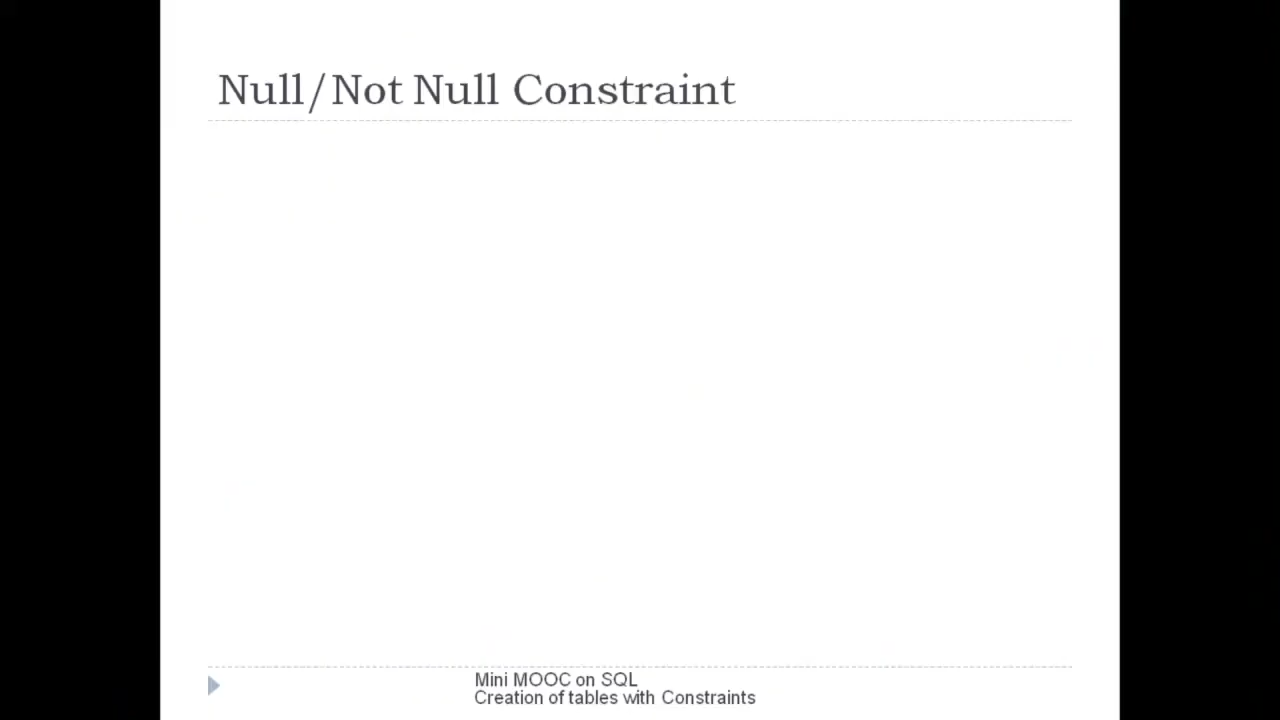 Null/Not Null Constraint
Mini MOOC on SQL
Creation of tables with Constraints